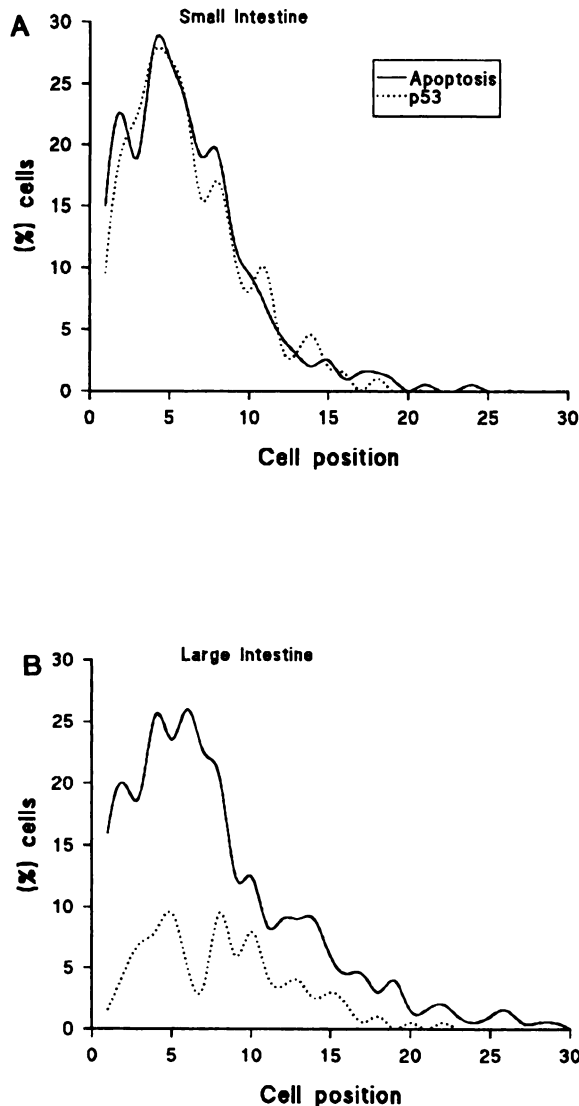 A
Small Intestine
30
25
20
15
10
5
0
(%) cells
Apoptosis
p53
0 5 10 15 20 25 30
Cell position
B
Large Intestine
30
25
20
15
10
5
0
(%) cells
0 5 10 15 20 25 30
Cell position